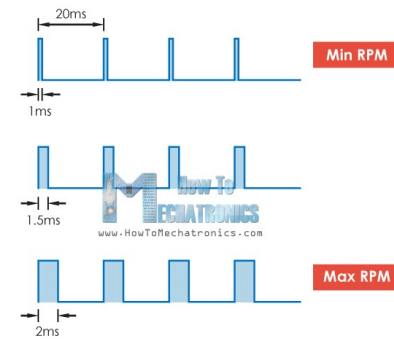 20ms
Min RPM
1ms
How To
MECHATRONICS
1.5ms
www.HowToMechatronics.com
Max RPM
2ms